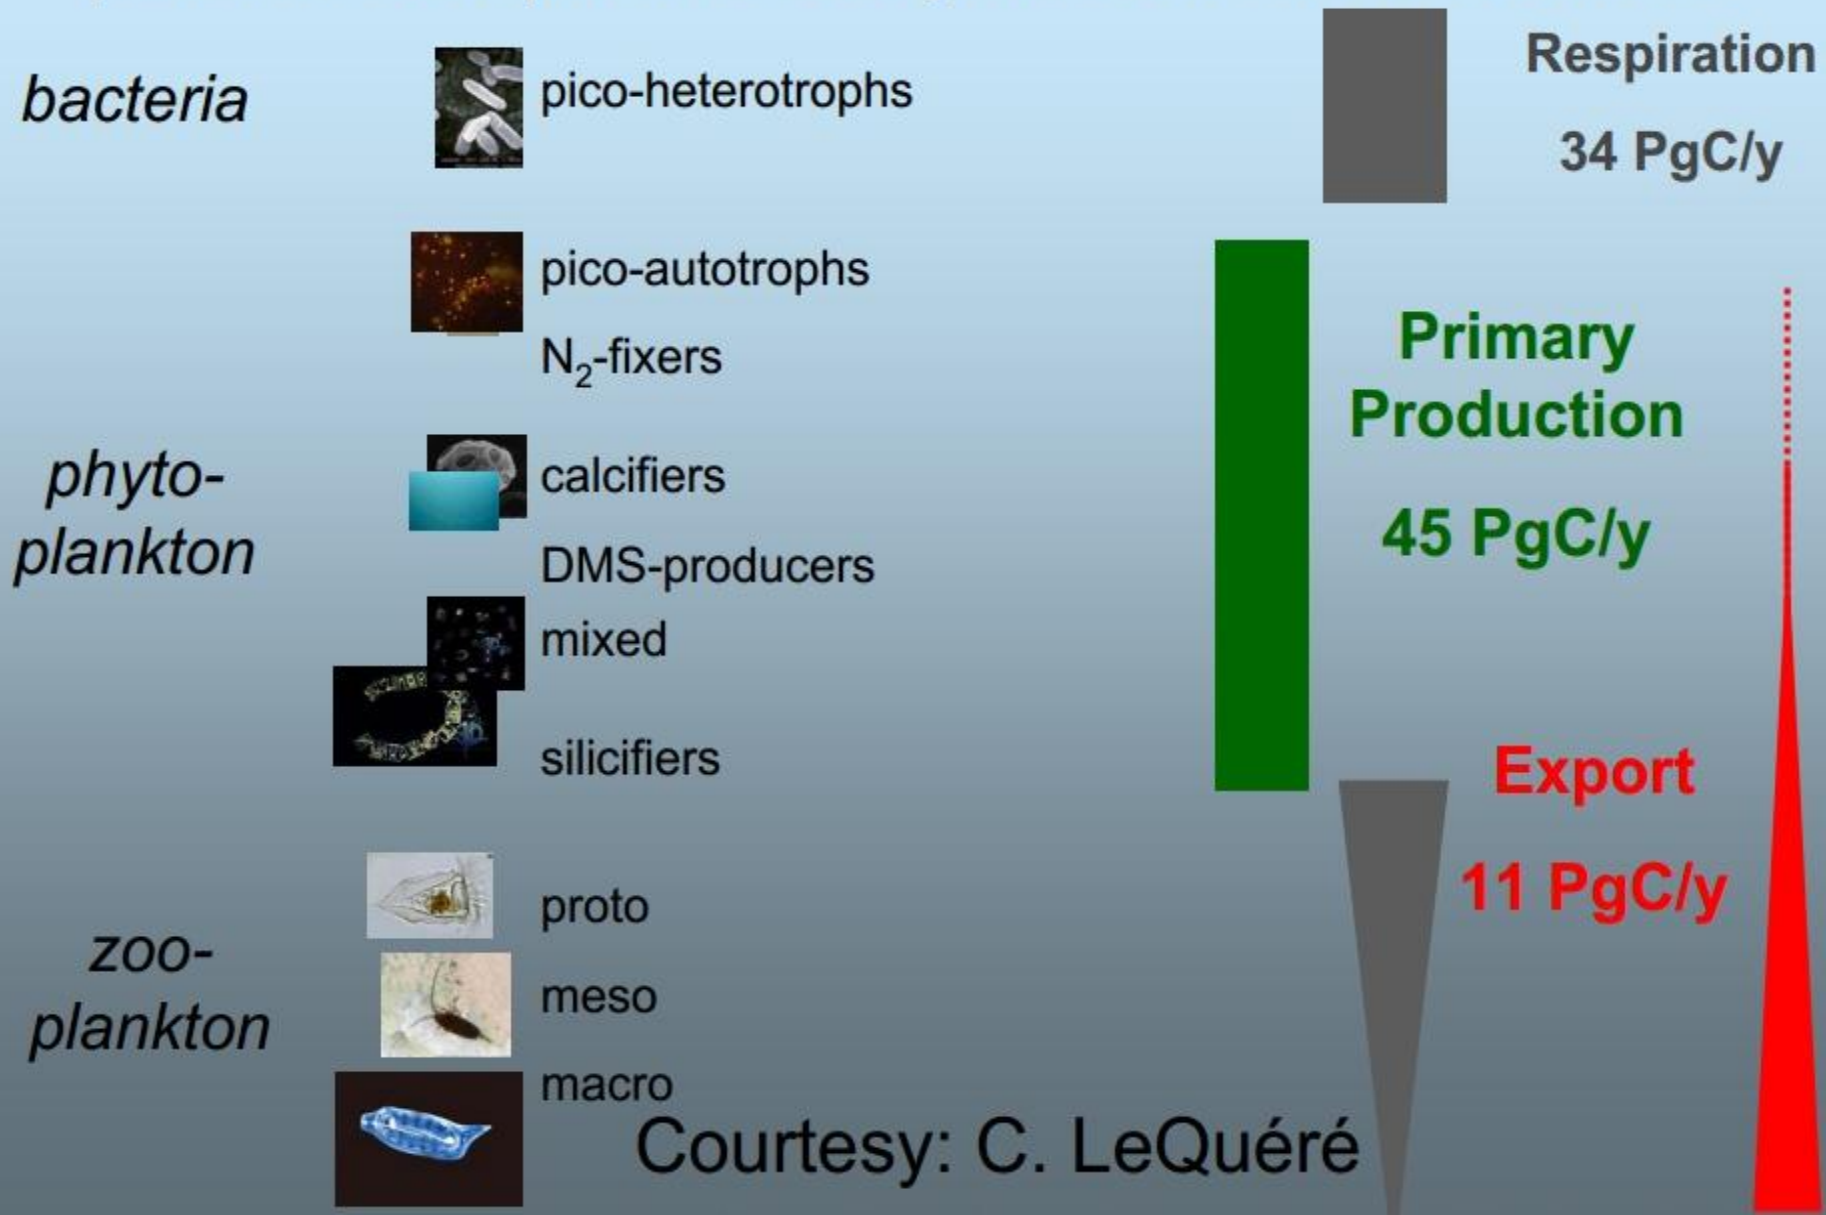 bacteria
pico-heterotrophs
Respiration
34 PgC/y
pico-autotrophs
N₂-fixers
phyto-
plankton
calcifiers
DMS-producers
mixed
silicifiers
Primary
Production
45 PgC/y
Export
11 PgC/y
zoo-
plankton
proto
meso
macro
Courtesy: C. LeQuéré